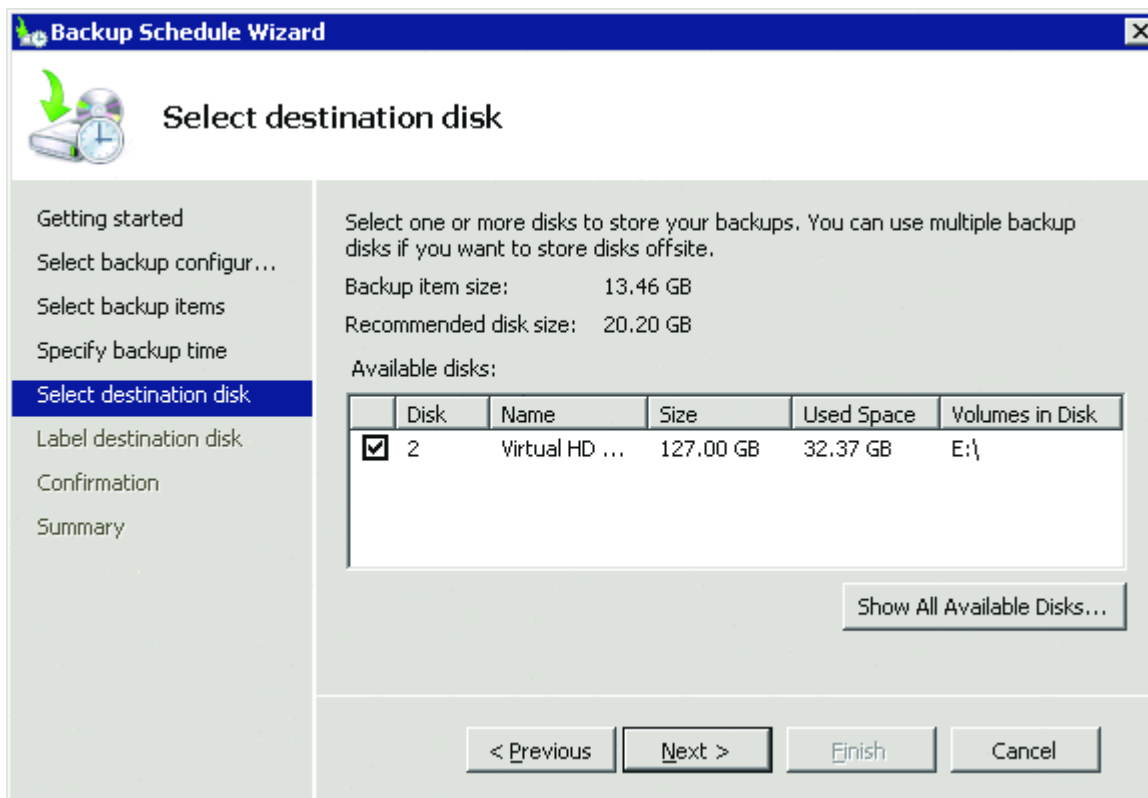 Backup Schedule Wizard
Select destination disk
Getting started
Select backup configur...
Select backup items
Specify backup time
Select destination disk
Label destination disk
Confirmation
Summary
Select one or more disks to store your backups. You can use multiple backup
disks if you want to store disks offsite.
Backup item size: 13.46 GB
Recommended disk size: 20.20 GB
Available disks:
Disk Name Size Used Space Volumes in Disk
2 Virtual HD ... 127.00 GB 32.37 GB E:\
Show All Available Disks...
< Previous Next > Finish Cancel